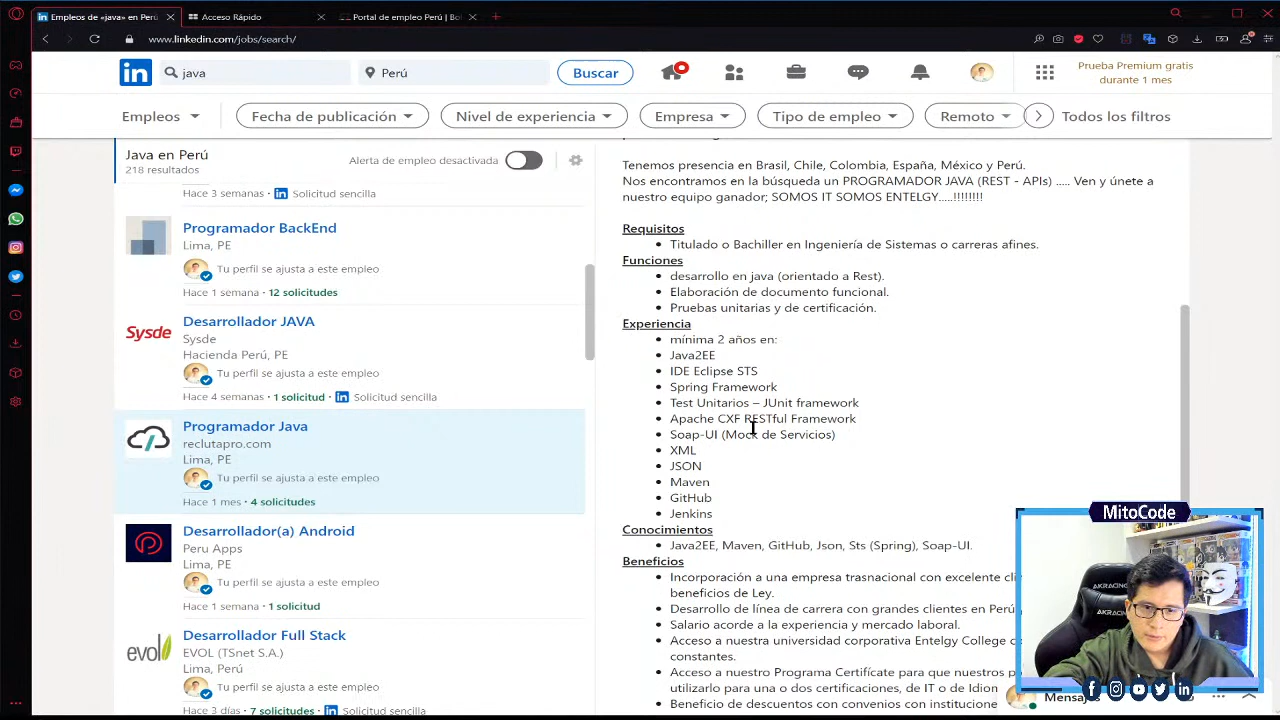 Empleos de «java» en Perú
Acceso Rápido
Portal de empleo Perú | Bol
www.linkedin.com/jobs/search/
in
java
Perú
Buscar
Prueba Premium gratis
durante 1 mes
Empleos
Fecha de publicación
Nivel de experiencia
Empresa
Tipo de empleo
Remoto
Todos los filtros
Java en Perú
218 resultados
Alerta de empleo desactivada
Hace 3 semanas · Solicitud sencilla
Programador BackEnd
Lima, PE
Tu perfil se ajusta a este empleo
Hace 1 semana · 12 solicitudes
Sysde
Desarrollador JAVA
Sysde
Hacienda Perú, PE
Tu perfil se ajusta a este empleo
Hace 4 semanas · 1 solicitud · Solicitud sencilla
Programador Java
reclutapro.com
Lima, PE
Tu perfil se ajusta a este empleo
Hace 1 mes · 4 solicitudes
Desarrollador(a) Android
Peru Apps
Lima, PE
Tu perfil se ajusta a este empleo
Hace 1 semana · 1 solicitud
evol
Desarrollador Full Stack
EVOL (TSnet S.A.)
Lima, Perú
Tu perfil se ajusta a este empleo
Hace 3 días · 7 solicitudes · Solicitud sencilla
Tenemos presencia en Brasil, Chile, Colombia, España, México y Perú.
Nos encontramos en la búsqueda un PROGRAMADOR JAVA (REST - APIs) ..... Ven y únete a
nuestro equipo ganador; SOMOS IT SOMOS ENTELGY.....!!!!!!!!
Requisitos
• Titulado o Bachiller en Ingeniería de Sistemas o carreras afines.
Funciones
• desarrollo en java (orientado a Rest).
• Elaboración de documento funcional.
• Pruebas unitarias y de certificación.
Experiencia
• mínima 2 años en:
• Java2EE
• IDE Eclipse STS
• Spring Framework
• Test Unitarios – JUnit framework
• Apache CXF RESTful Framework
• Soap-UI (Mock de Servicios)
• XML
• JSON
• Maven
• GitHub
• Jenkins
Conocimientos
• Java2EE, Maven, GitHub, Json, Sts (Spring), Soap-UI.
Beneficios
• Incorporación a una empresa trasnacional con excelente cli
beneficios de Ley.
• Desarrollo de línea de carrera con grandes clientes en Perú
• Salario acorde a la experiencia y mercado laboral.
• Acceso a nuestra universidad corporativa Entelgy College c
constantes.
• Acceso a nuestro Programa Certifícate para que nuestros p
utilizarlo para una o dos certificaciones, de IT o de Idion
• Beneficio de descuentos con convenios con institucione
MitoCode
AKRACING
AKRACING
Mensajes